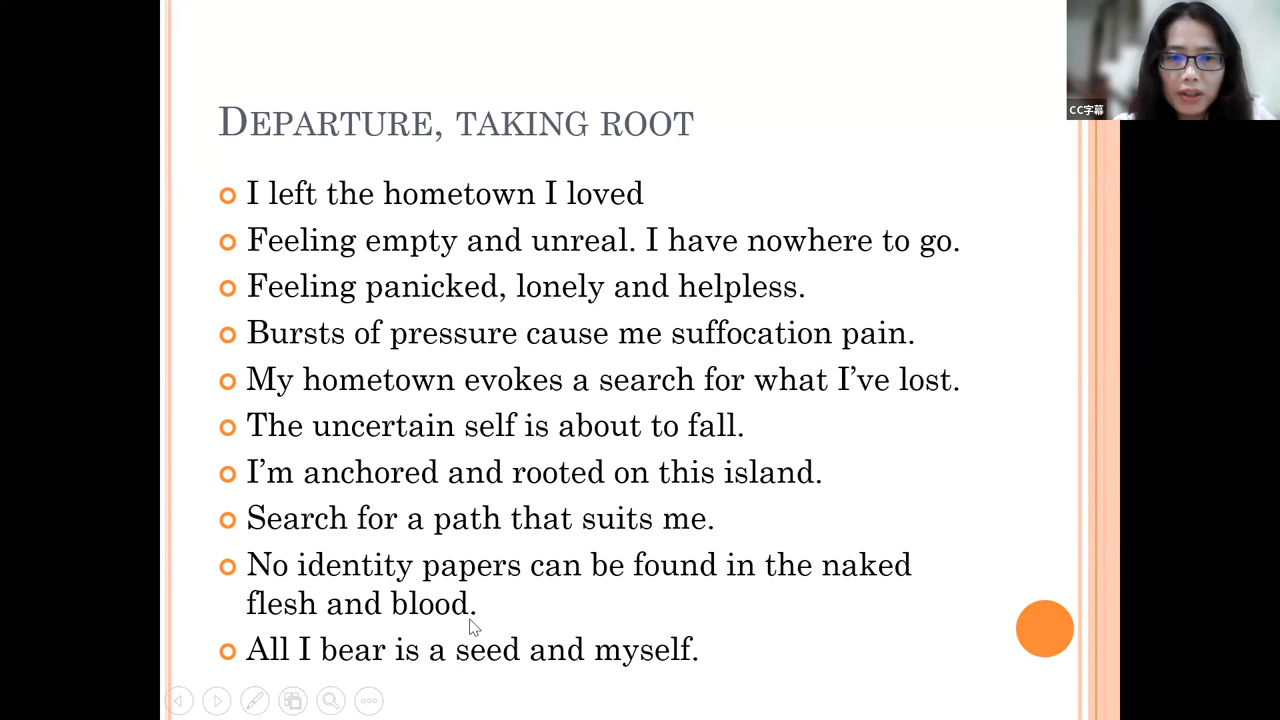 DEPARTURE, TAKING ROOT
I left the hometown I loved
Feeling empty and unreal. I have nowhere to go.
Feeling panicked, lonely and helpless.
Bursts of pressure cause me suffocation pain.
My hometown evokes a search for what I've lost.
The uncertain self is about to fall.
I'm anchored and rooted on this island.
Search for a path that suits me.
No identity papers can be found in the naked
flesh and blood.
All I bear is a seed and myself.
CC字幕